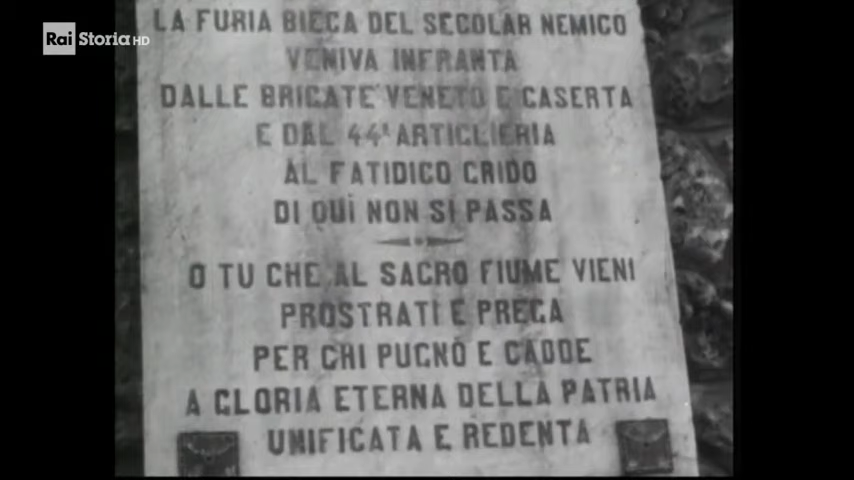 Rai Storia HD
LA FURIA BIECA DEL SECOLAR NEMICO
VENIVA INFRANTA
DALLE BRIGATE VENETO E CASERTA
E DAL 44° ARTIGLIERIA
AL FATIDICO GRIDO
DI QUI NON SI PASSA
O TU CHE AL SACRO FIUME VIENI
PROSTRATI E PREGA
PER CHI PUGNÒ E CADDE
A GLORIA ETERNA DELLA PATRIA
UNIFICATA E REDENTA